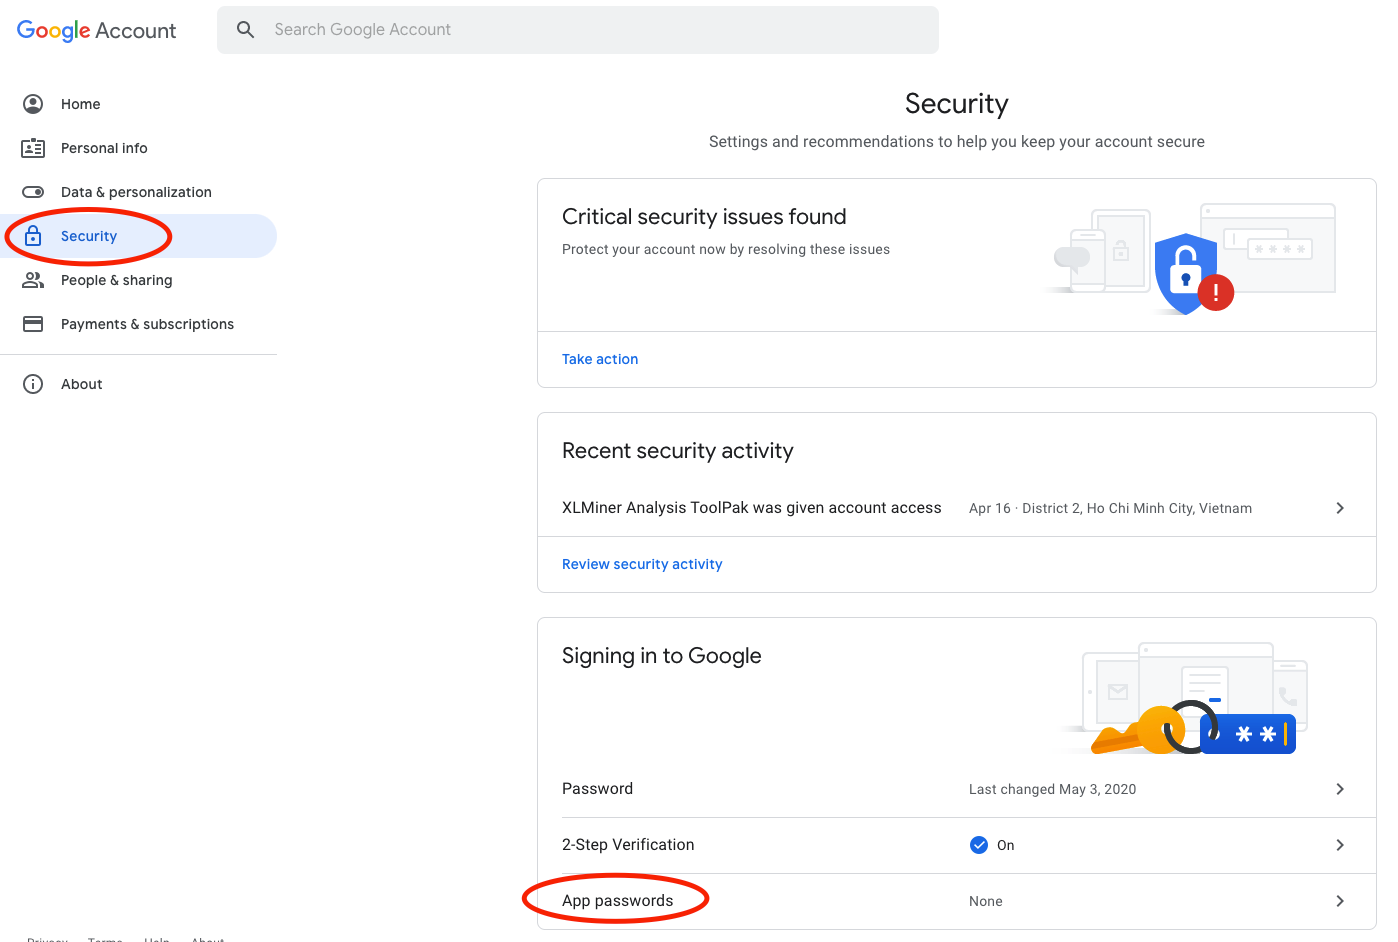 Google Account
Search Google Account
Home
Personal info
Data & personalization
Security
People & sharing
Payments & subscriptions
About
Security
Settings and recommendations to help you keep your account secure
Critical security issues found
Protect your account now by resolving these issues
!
Take action
Recent security activity
XLMiner Analysis ToolPak was given account access Apr 16 · District 2, Ho Chi Minh City, Vietnam
Review security activity
Signing in to Google
Password Last changed May 3, 2020
2-Step Verification On
App passwords None
Privacy Terms Help About